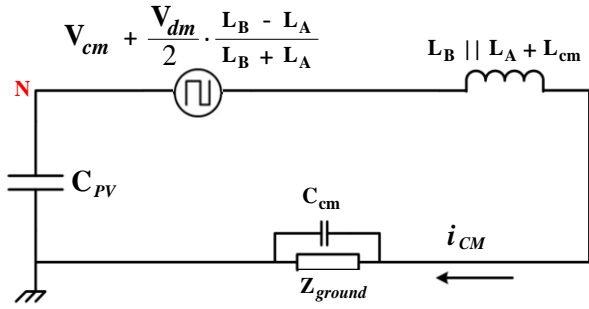 V_cm + V_dm/2 · (L_B - L_A)/(L_B + L_A)
L_B || L_A + L_cm
N
C_PV
C_cm
i_CM
Z_ground